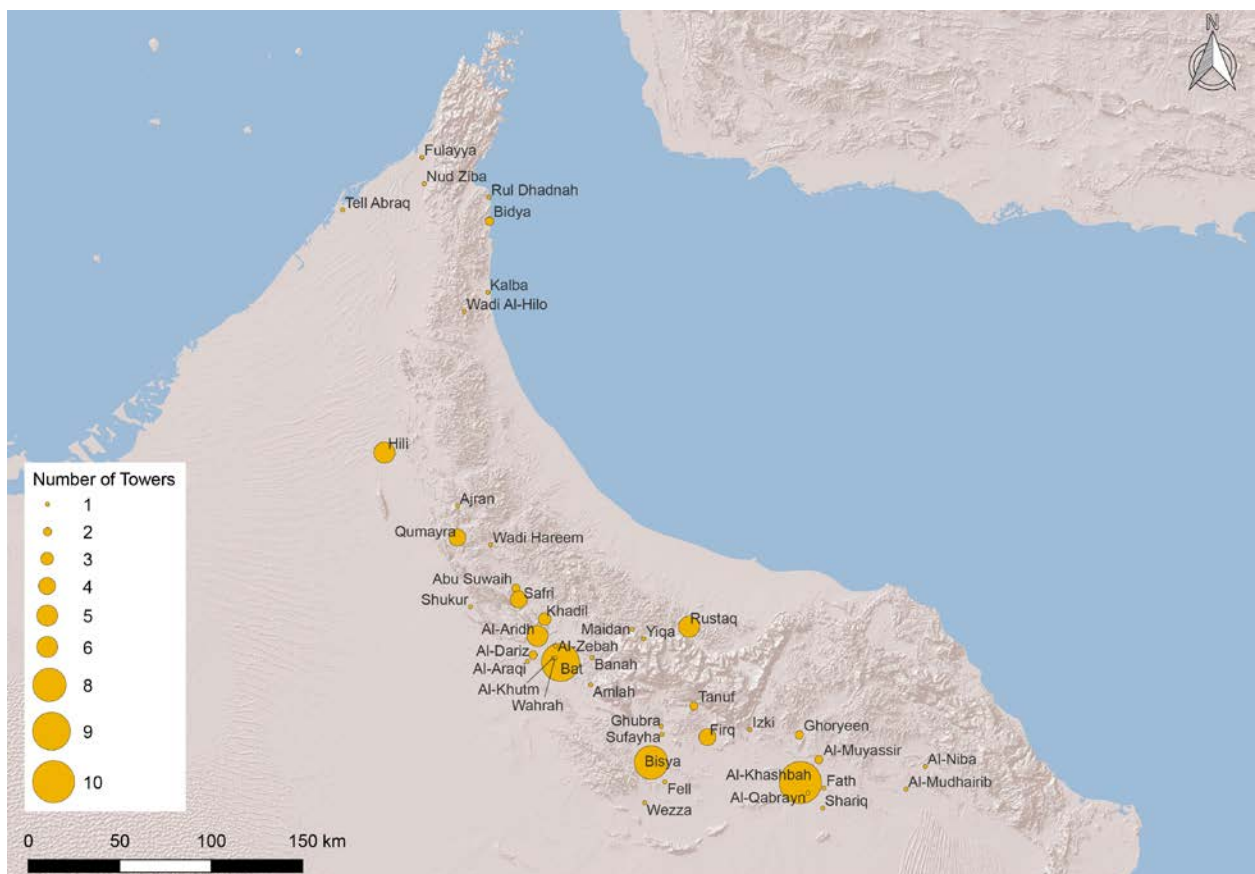 N
Fulayya
Nud Ziba
Rul Dhadnah
Tell Abraq
Bidya
Kalba
Wadi Al-Hilo
Hili
Number of Towers
1
2
3
4
5
6
8
9
10
Ajran
Qumayra
Wadi Hareem
Abu Suwaih
Safri
Shukur
Khadil
Al-Aridh
Maidan
Yiqa
Rustaq
Al-Zebah
Al-Dariz
Bat
Banah
Al-Araqi
Al-Khutm
Wahrah
Amlah
Tanuf
Ghubra
Sufayha
Firq
Izki
Ghoryeen
Bisya
Al-Muyassir
Al-Niba
Al-Khashbah
Fath
Al-Mudhairib
Fell
Al-Qabrayn
Shariq
Wezza
0 50 100 150 km